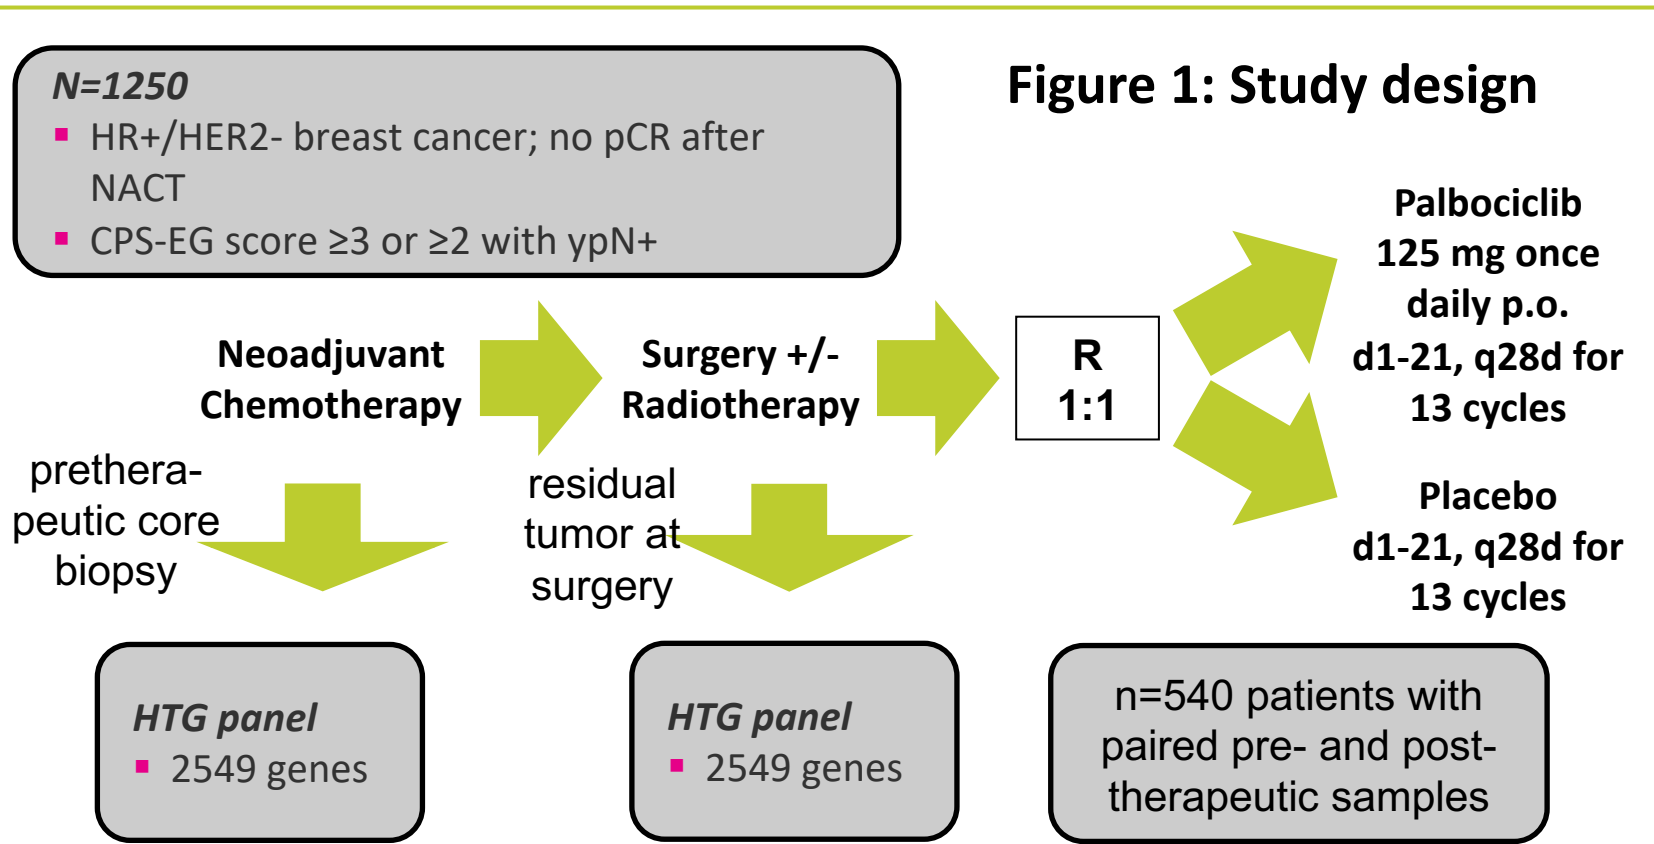 Figure 1: Study design
N=1250
▪ HR+/HER2- breast cancer; no pCR after
NACT
▪ CPS-EG score ≥3 or ≥2 with ypN+
Neoadjuvant
Chemotherapy
Surgery +/-
Radiotherapy
R
1:1
Palbociclib
125 mg once
daily p.o.
d1-21, q28d for
13 cycles
Placebo
d1-21, q28d for
13 cycles
prethera-
peutic core
biopsy
residual
tumor at
surgery
HTG panel
▪ 2549 genes
HTG panel
▪ 2549 genes
n=540 patients with
paired pre- and post-
therapeutic samples